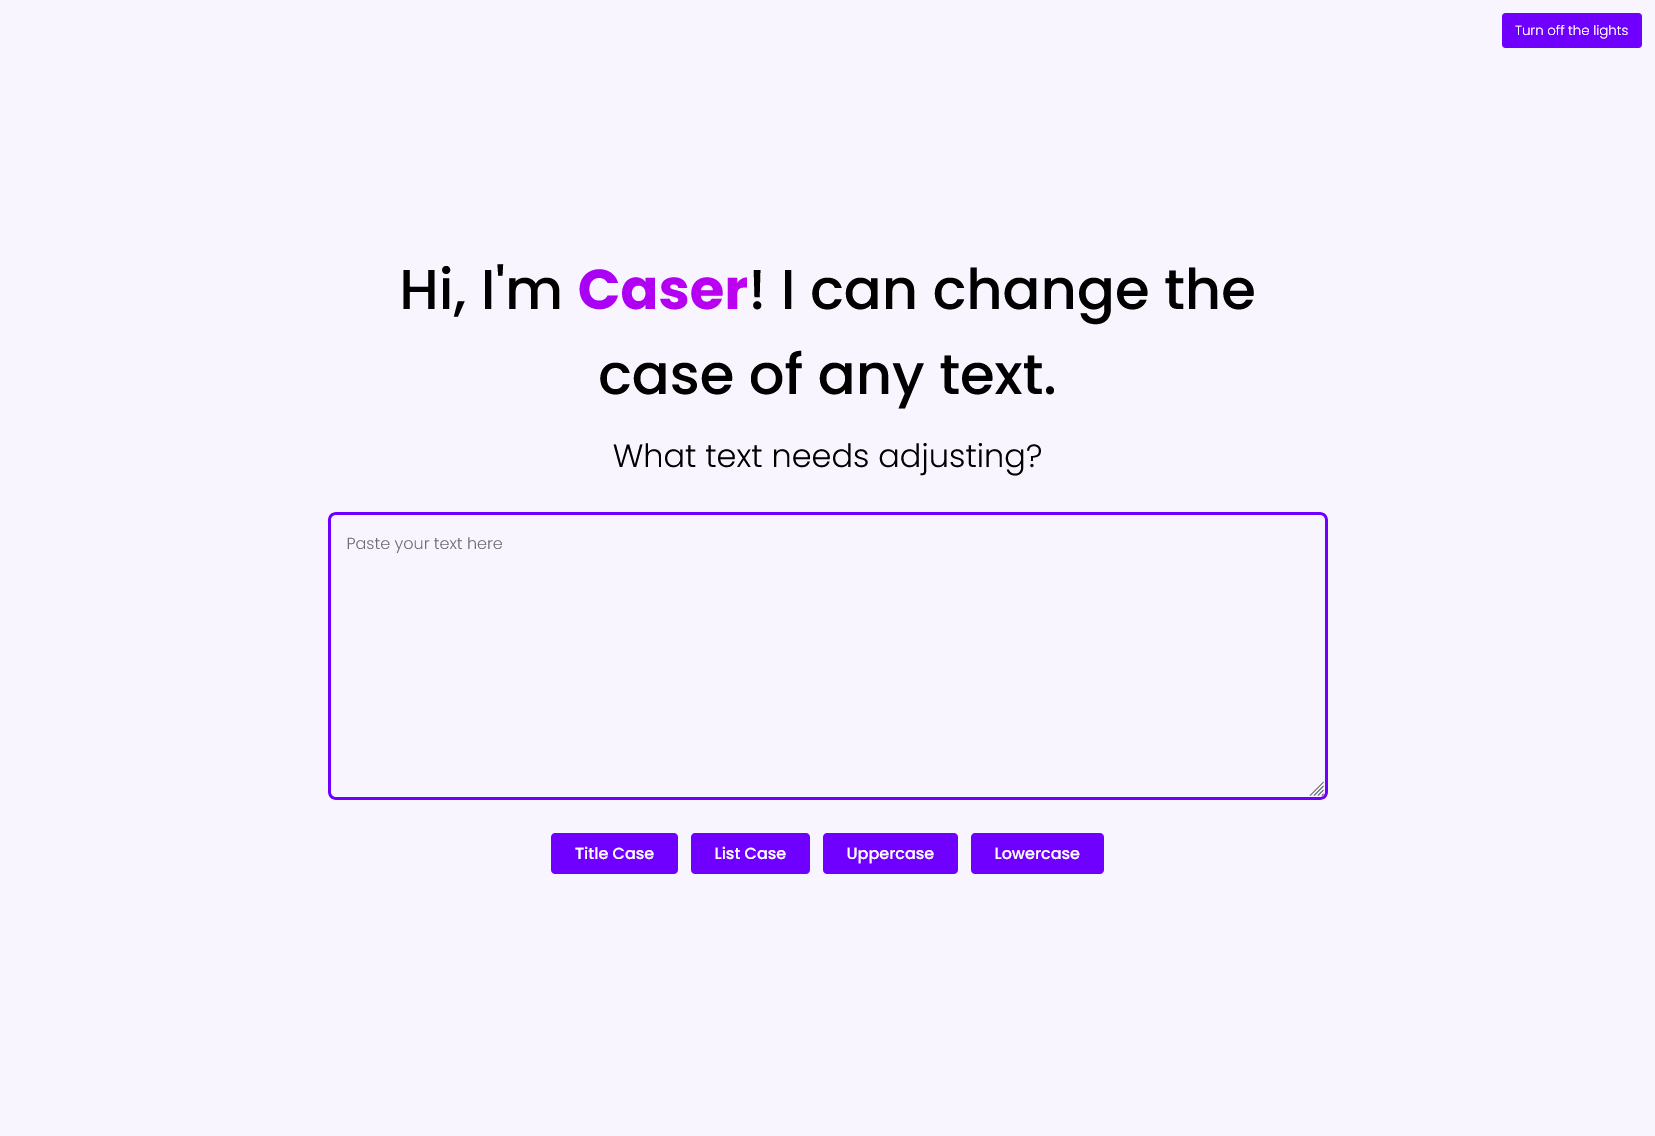 Turn off the lights
Hi, I'm Caser! I can change the
case of any text.
What text needs adjusting?
Paste your text here
Title Case
List Case
Uppercase
Lowercase